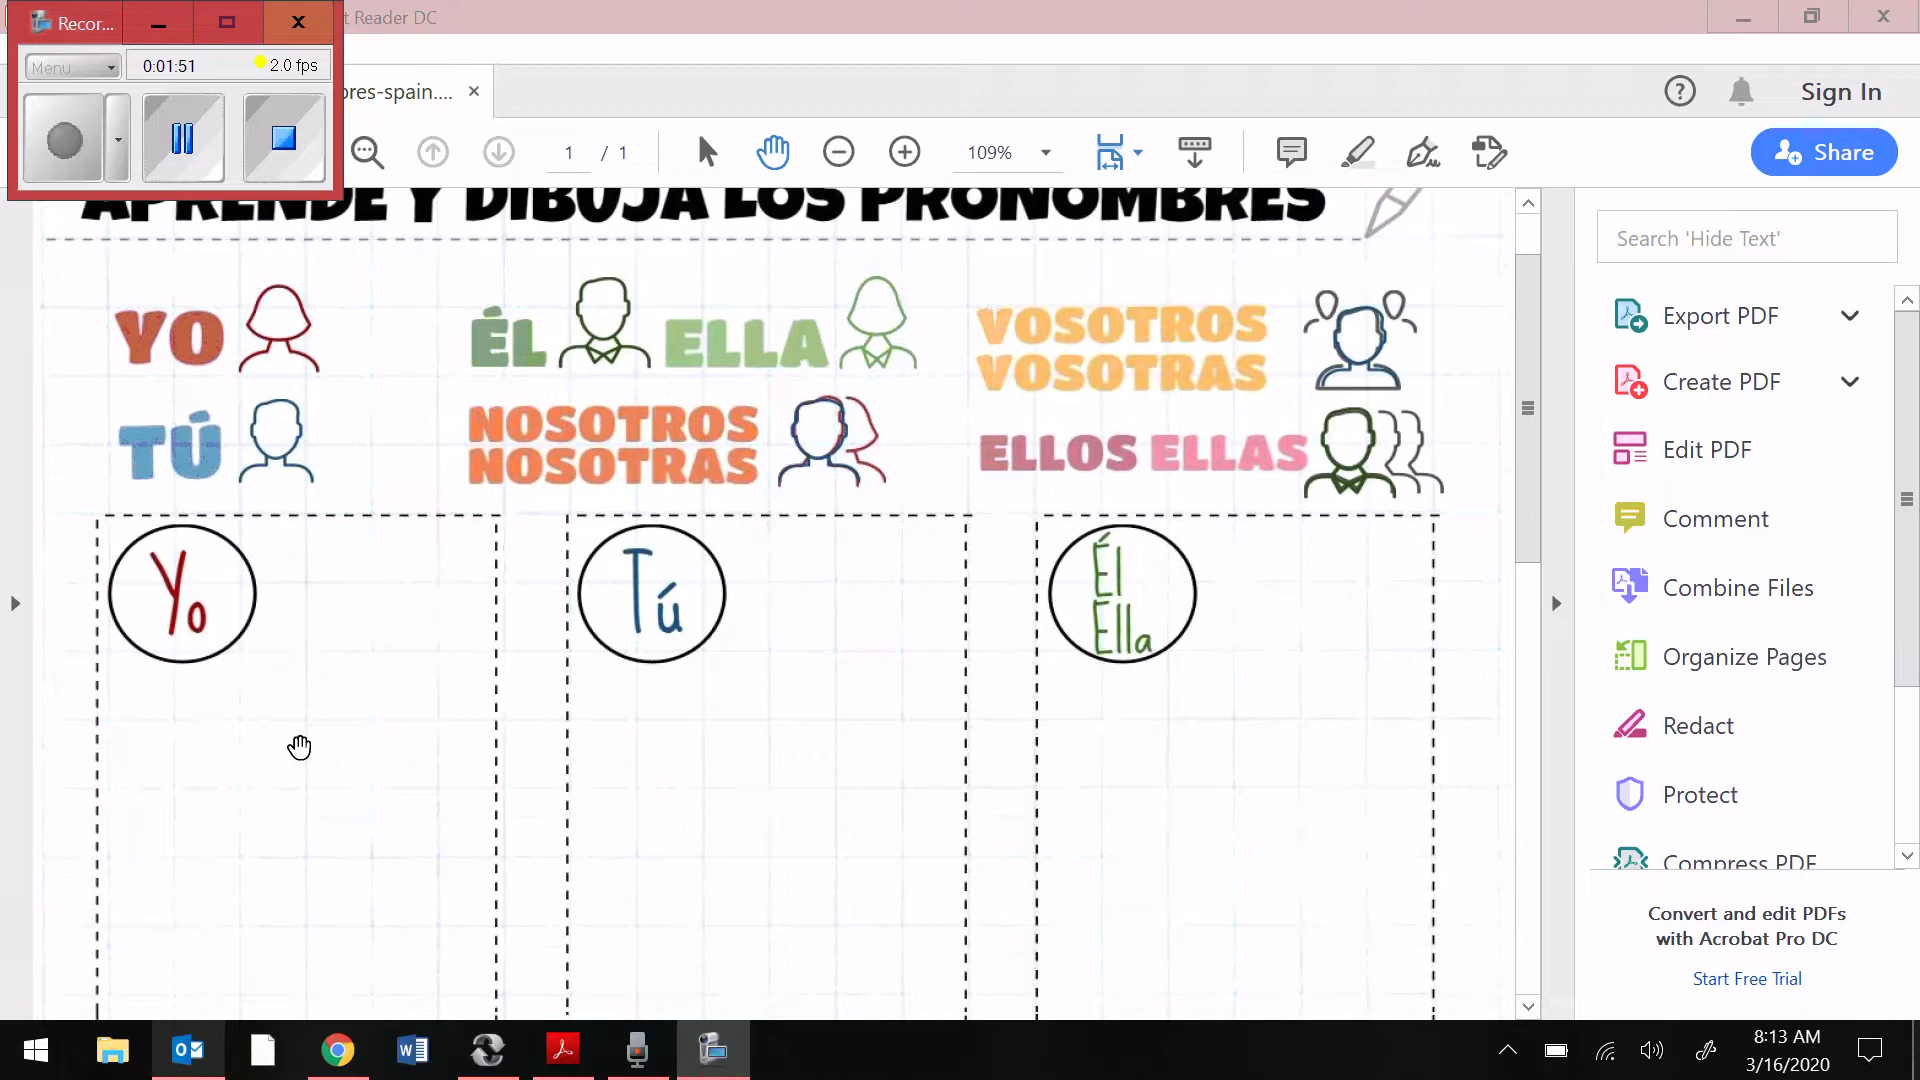 Recor...
t Reader DC
Menu
0:01:51
2.0 fps
ores-spain....
Sign In
1 / 1
109%
Share
APRENDE Y DIBUJA LOS PRONOMBRES
Search 'Hide Text'
YO
ÉL
ELLA
VOSOTROS
VOSOTRAS
TÚ
NOSOTROS
NOSOTRAS
ELLOS ELLAS
Yo
Tú
Él
Ella
Export PDF
Create PDF
Edit PDF
Comment
Combine Files
Organize Pages
Redact
Protect
Compress PDF
Convert and edit PDFs
with Acrobat Pro DC
Start Free Trial
8:13 AM
3/16/2020